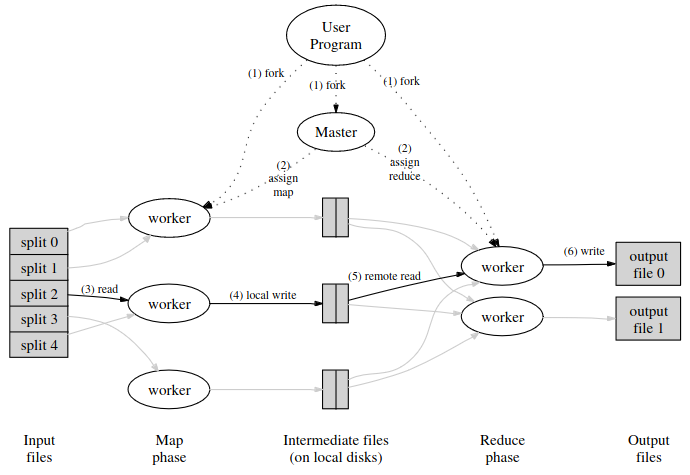 User
Program
(1) fork
(1) fork
(1) fork
Master
(2)
assign
map
(2)
assign
reduce
worker
split 0
split 1
split 2
split 3
split 4
(3) read
worker
(4) local write
(5) remote read
worker
(6) write
output
file 0
worker
output
file 1
worker
Input
files
Map
phase
Intermediate files
(on local disks)
Reduce
phase
Output
files